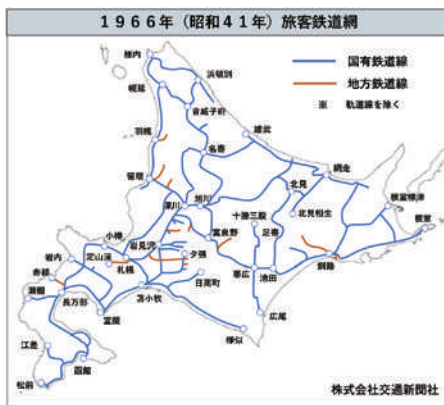 1966年（昭和41年）旅客鉄道網
国有鉄道線
地方鉄道線
※ 軌道線を除く
稚内
浜頓別
幌延
音威子府
雄武
羽幌
名寄
網走
留萌
北見
深川
旭川
十勝三股
北見相生
根室標津
根室
小樽
岩見沢
富良野
足寄
岩内
定山渓
夕張
寿都
札幌
帯広
池田
釧路
瀬棚
日高町
長万部
室蘭
苫小牧
広尾
江差
様似
函館
松前
株式会社交通新聞社